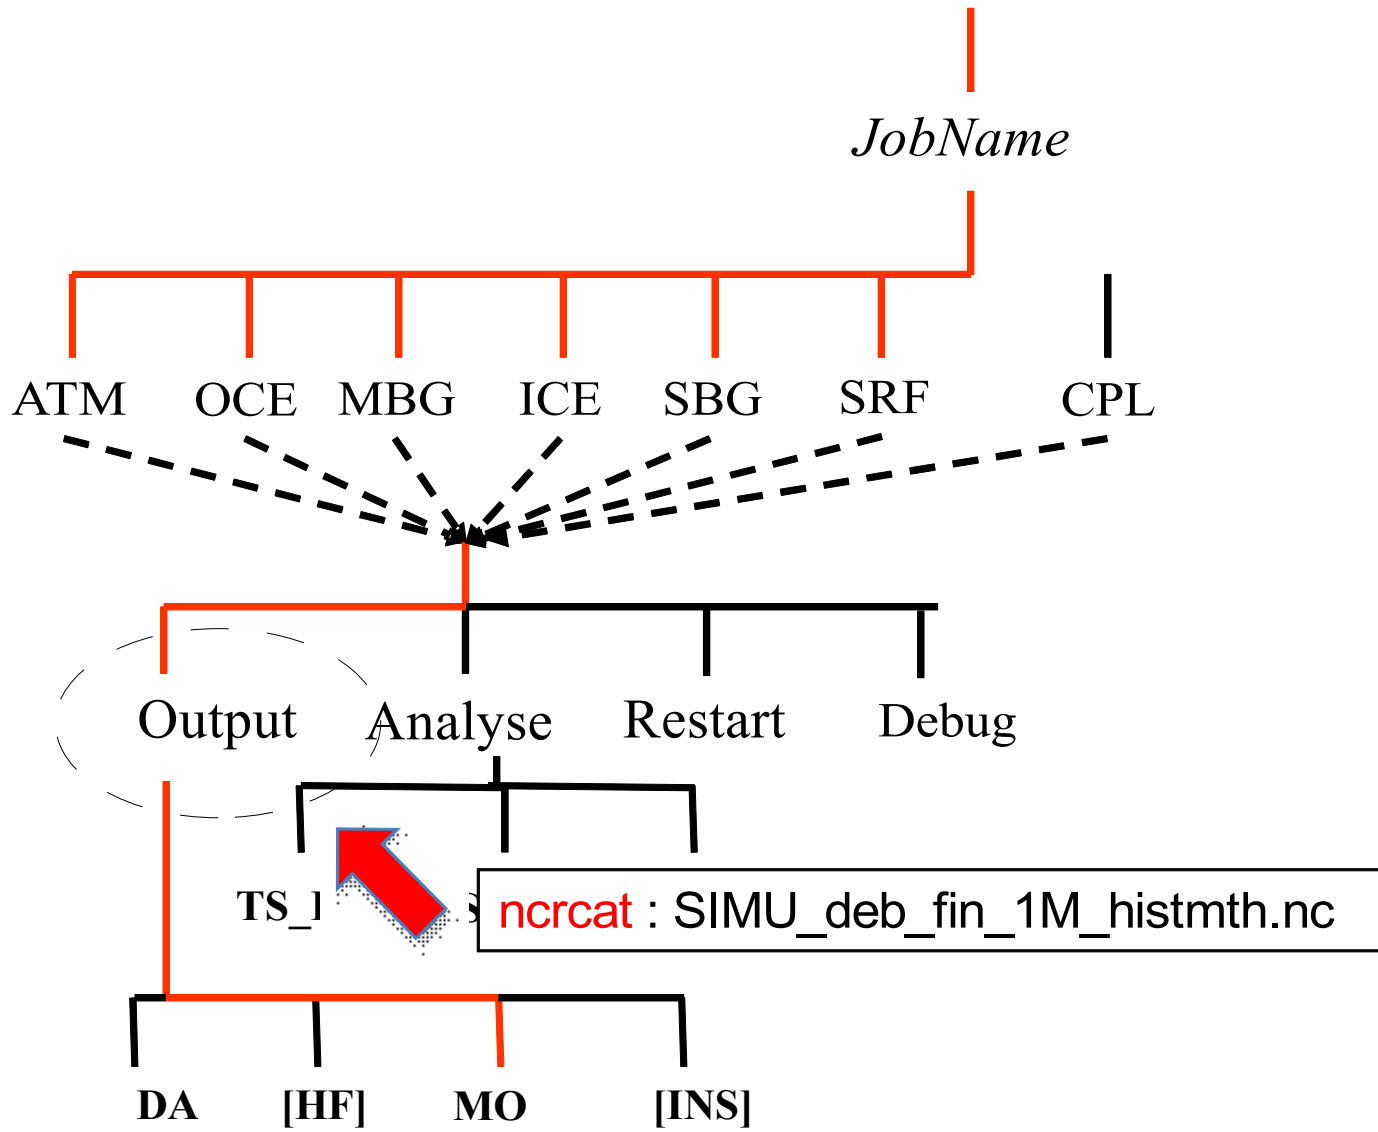 JobName
ATM OCE MBG ICE SBG SRF CPL
Output Analyse Restart Debug
ncrcat : SIMU_deb_fin_1M_histmth.nc
DA [HF] MO [INS]